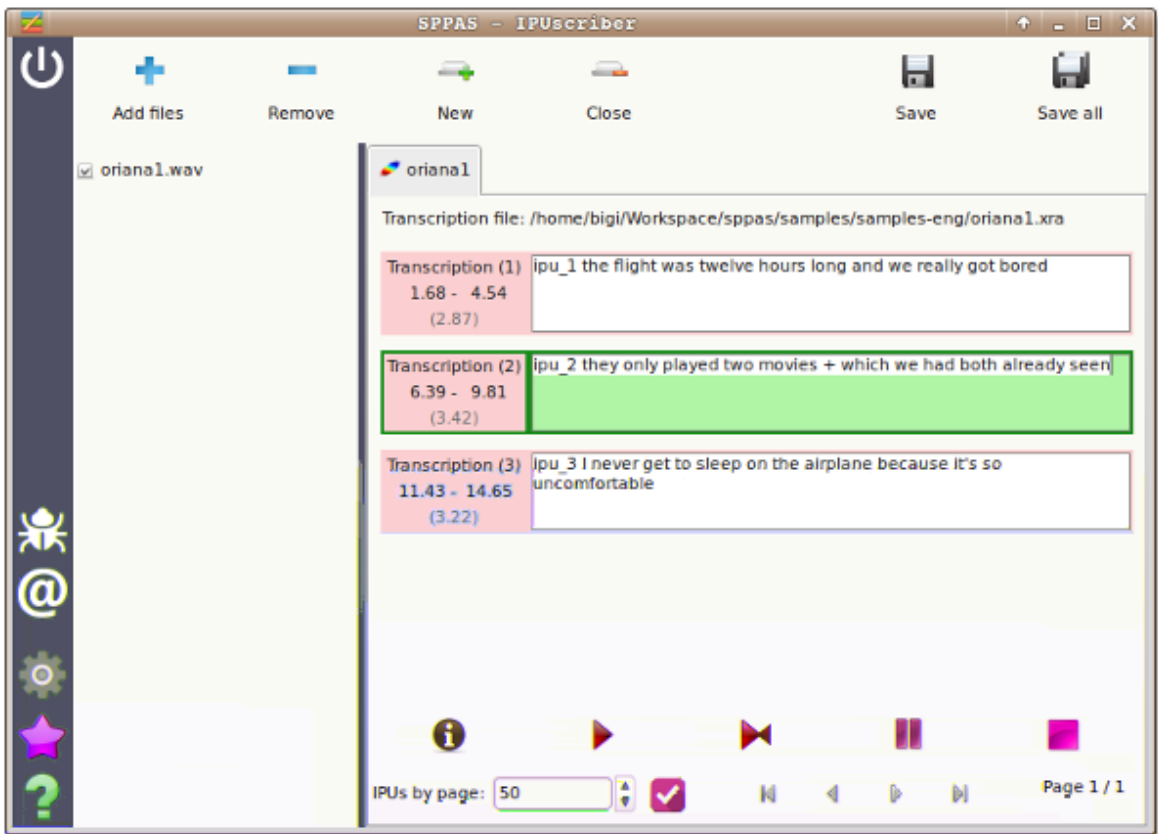 SPPAS - IPUscriber
Add files
Remove
New
Close
Save
Save all
oriana1.wav
oriana1
Transcription file: /home/bigi/Workspace/sppas/samples/samples-eng/oriana1.xra
Transcription (1)
1.68 - 4.54
(2.87)
ipu_1 the flight was twelve hours long and we really got bored
Transcription (2)
6.39 - 9.81
(3.42)
ipu_2 they only played two movies + which we had both already seen
Transcription (3)
11.43 - 14.65
(3.22)
ipu_3 I never get to sleep on the airplane because it's so
uncomfortable
IPUs by page: 50
Page 1 / 1